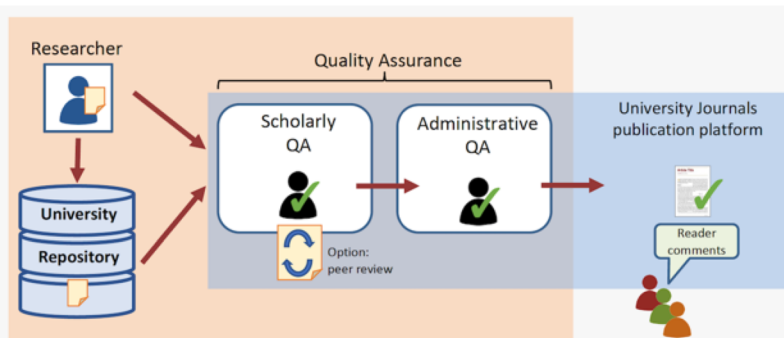 Researcher
Quality Assurance
Scholarly
QA
Administrative
QA
University Journals
publication platform
University
Repository
Option:
peer review
Reader
comments